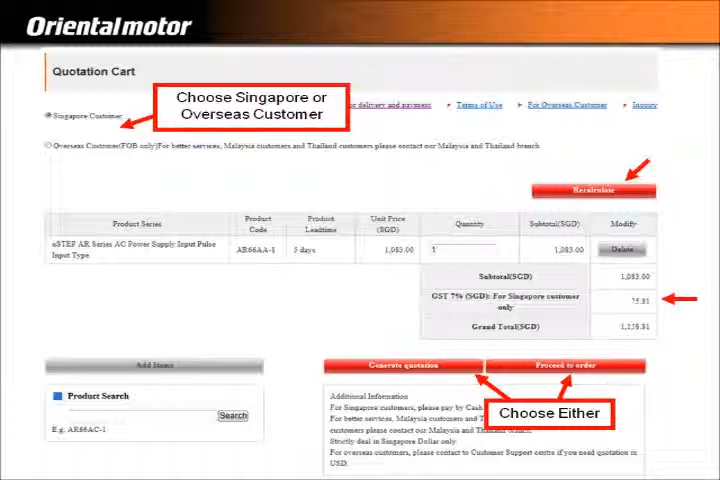 Orientalmotor
Quotation Cart
Choose Singapore or
Overseas Customer
for delivery and payment
Terms of Use
For Overseas Customer
Inquiry
Singapore Customer
Overseas Customer(FOB only)For better services, Malaysia customers and Thailand customers please contact our Malaysia and Thailand branch
Recalculate
Product Series
Product
Code
Product
Leadtime
Unit Price
(SGD)
Quantity
Subtotal(SGD)
Modify
αSTEP AR Series AC Power Supply Input Pulse
Input Type
AR66AA-1
5 days
1,083.00
1
1,083.00
Delete
Subtotal(SGD)
1,083.00
GST 7% (SGD): For Singapore customer
only
75.81
Grand Total(SGD)
1,158.81
Add Items
Generate quotation
Proceed to order
Product Search
Search
E.g. AR66AC-1
Choose Either
Additional Information
For Singapore customers, please pay by Cash
For better services, Malaysia customers and T
customers please contact our Malaysia and Thailand branch.
Strictly deal in Singapore Dollar only
For overseas customers, please contact to Customer Support centre if you need quotation in
USD.